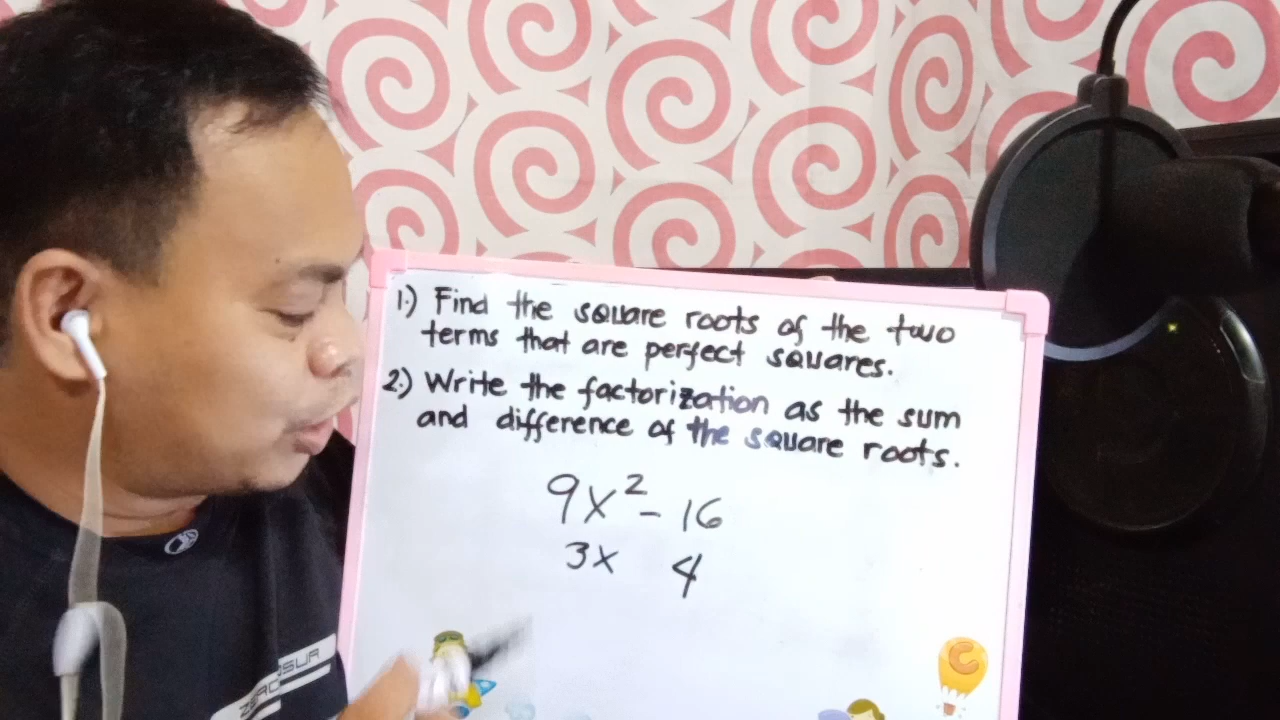 1.) Find the square roots of the two
terms that are perfect squares.
2.) Write the factorization as the sum
and difference of the square roots.
9x² - 16
3x 4
C